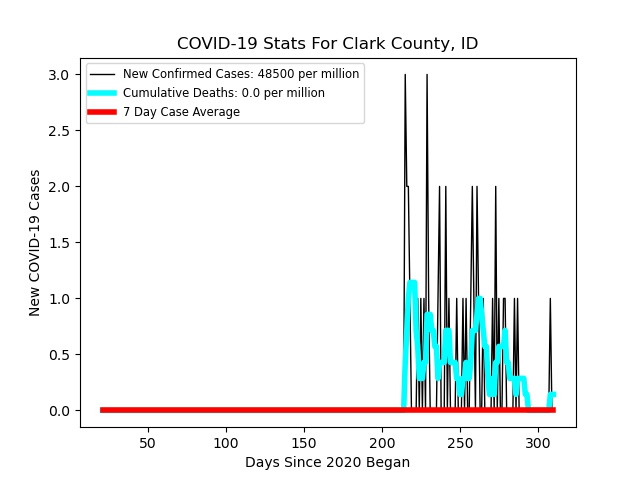 COVID-19 Stats For Clark County, ID
New Confirmed Cases: 48500 per million
Cumulative Deaths: 0.0 per million
7 Day Case Average
New COVID-19 Cases
3.0
2.5
2.0
1.5
1.0
0.5
0.0
50 100 150 200 250 300
Days Since 2020 Began